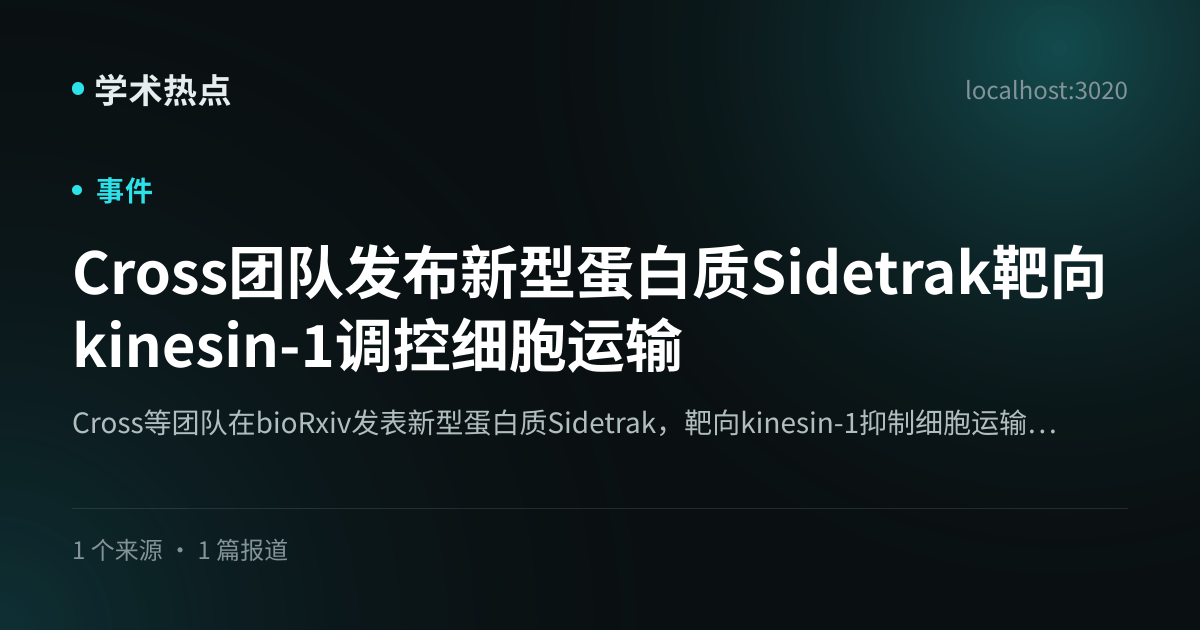 学术热点
localhost:3020
事件
Cross团队发布新型蛋白质Sidetrak靶向
kinesin-1调控细胞运输
Cross等团队在bioRxiv发表新型蛋白质Sidetrak，靶向kinesin-1抑制细胞运输…
1 个来源 · 1 篇报道